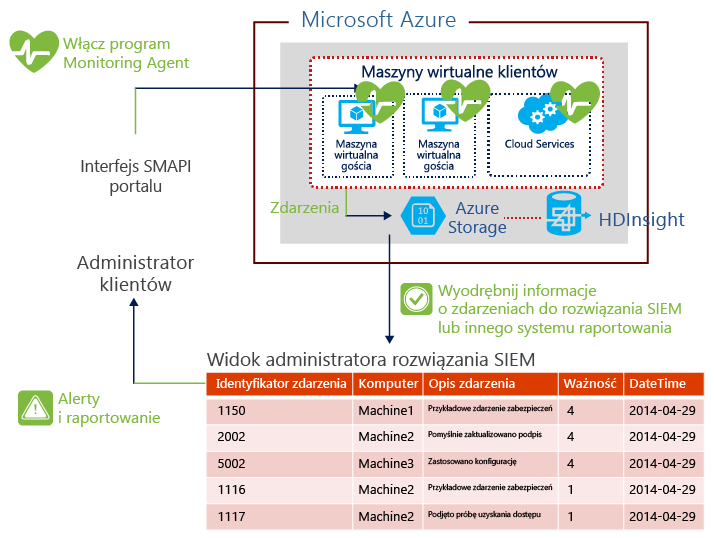 Microsoft Azure
Włącz program
Monitoring Agent
Maszyny wirtualne klientów
Maszyna
wirtualna
gościa
Maszyna
wirtualna
gościa
Cloud Services
Interfejs SMAPI
portalu
Zdarzenia
10
01
Azure
Storage
HDInsight
Administrator
klientów
Wyodrębnij informacje
o zdarzeniach do rozwiązania SIEM
lub innego systemu raportowania
Widok administratora rozwiązania SIEM
Alerty
i raportowanie
Identyfikator zdarzenia Komputer Opis zdarzenia Ważność DateTime
1150 Machine1 Przykładowe zdarzenie zabezpieczeń 4 2014-04-29
2002 Machine2 Pomyślnie zaktualizowano podpis 4 2014-04-29
5002 Machine3 Zastosowano konfigurację 4 2014-04-29
1116 Machine2 Przykładowe zdarzenie zabezpieczeń 1 2014-04-29
1117 Machine2 Podjęto próbę uzyskania dostępu 1 2014-04-29